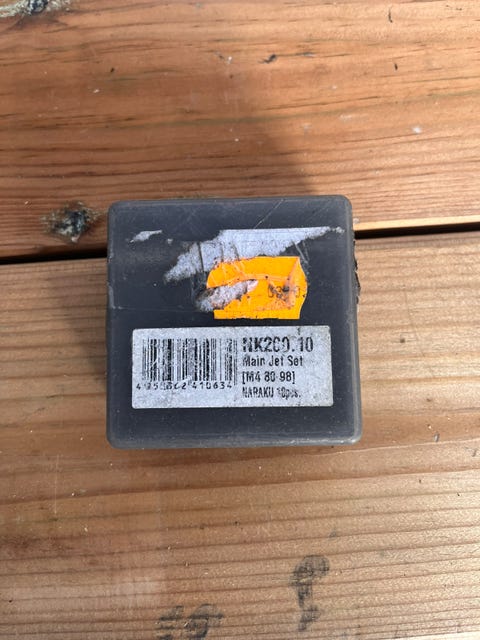 NK200.10
Main Jet Set
[M4 80-98]
NARAKU 10pcs.